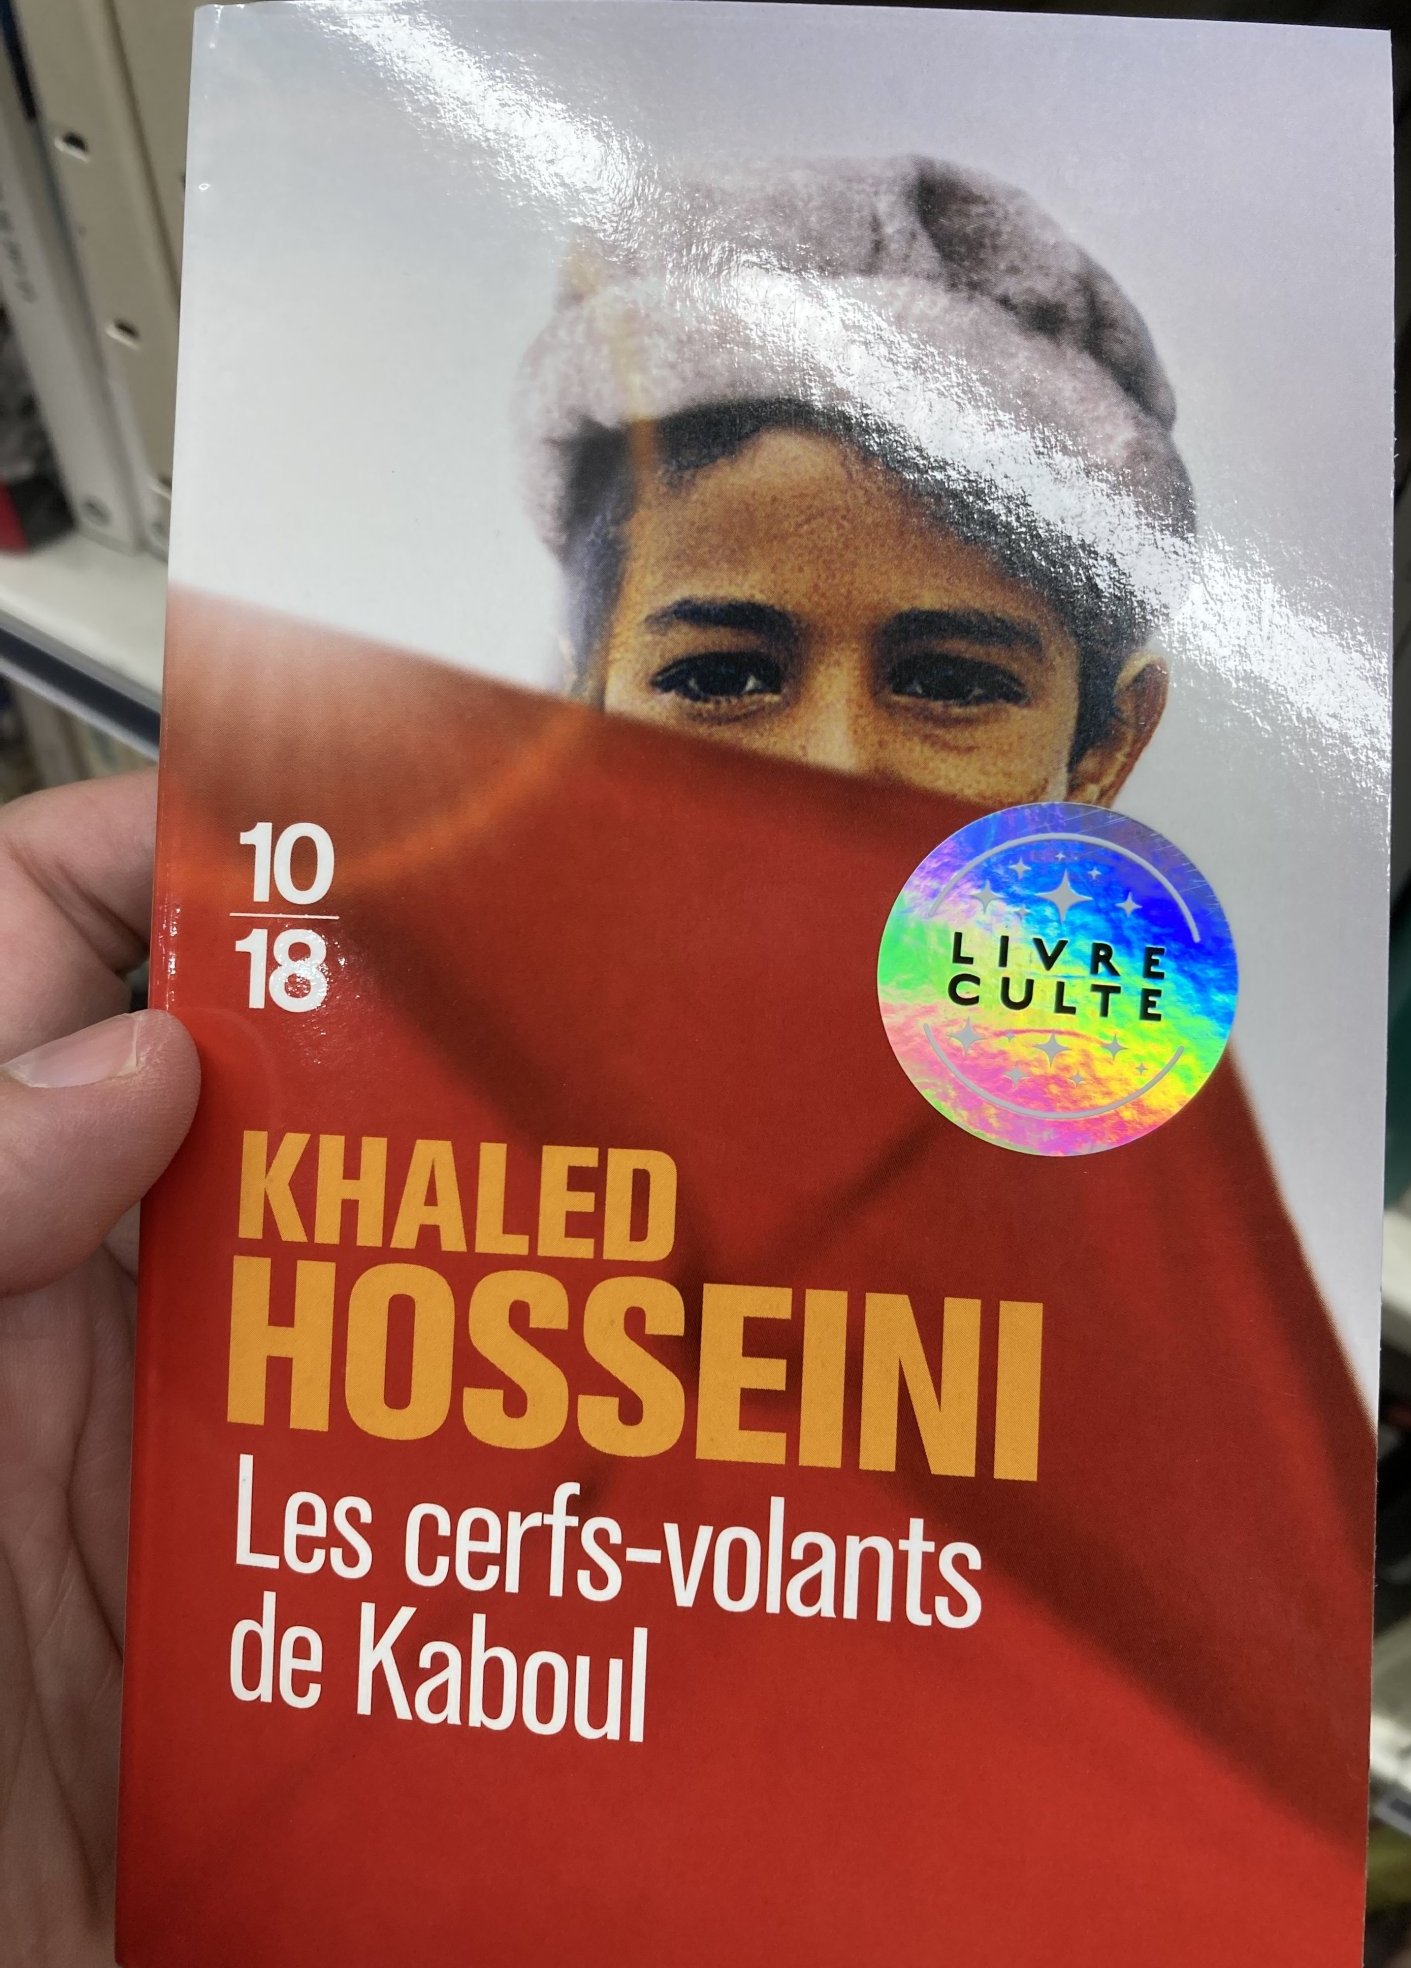 10
18
LIVRE
CULTE
KHALED
HOSSEINI
Les cerfs-volants
de Kaboul